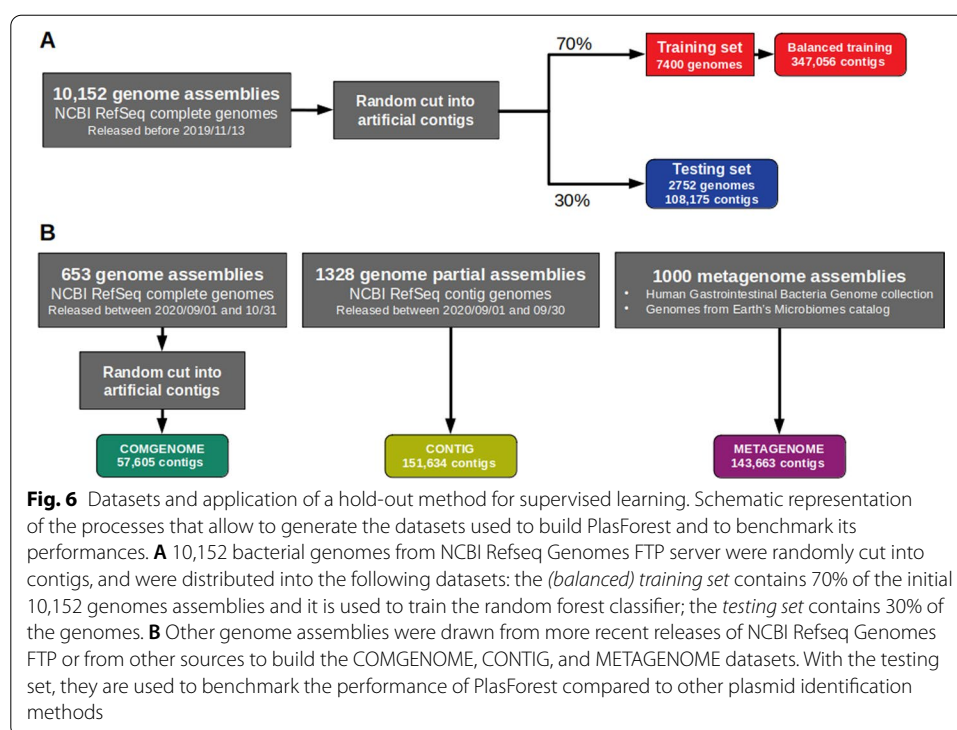 A
70%
Training set
7400 genomes
Balanced training
347,056 contigs
10,152 genome assemblies
NCBI RefSeq complete genomes
Released before 2019/11/13
Random cut into
artificial contigs
Testing set
2752 genomes
108,175 contigs
30%
B
653 genome assemblies
NCBI RefSeq complete genomes
Released between 2020/09/01 and 10/31
1328 genome partial assemblies
NCBI RefSeq contig genomes
Released between 2020/09/01 and 09/30
1000 metagenome assemblies
• Human Gastrointestinal Bacteria Genome collection
• Genomes from Earth's Microbiomes catalog
Random cut into
artificial contigs
COMGENOME
57,605 contigs
CONTIG
151,634 contigs
METAGENOME
143,663 contigs
Fig. 6 Datasets and application of a hold-out method for supervised learning. Schematic representation
of the processes that allow to generate the datasets used to build PlasForest and to benchmark its
performances. A 10,152 bacterial genomes from NCBI Refseq Genomes FTP server were randomly cut into
contigs, and were distributed into the following datasets: the (balanced) training set contains 70% of the initial
10,152 genomes assemblies and it is used to train the random forest classifier; the testing set contains 30% of
the genomes. B Other genome assemblies were drawn from more recent releases of NCBI Refseq Genomes
FTP or from other sources to build the COMGENOME, CONTIG, and METAGENOME datasets. With the testing
set, they are used to benchmark the performance of PlasForest compared to other plasmid identification
methods